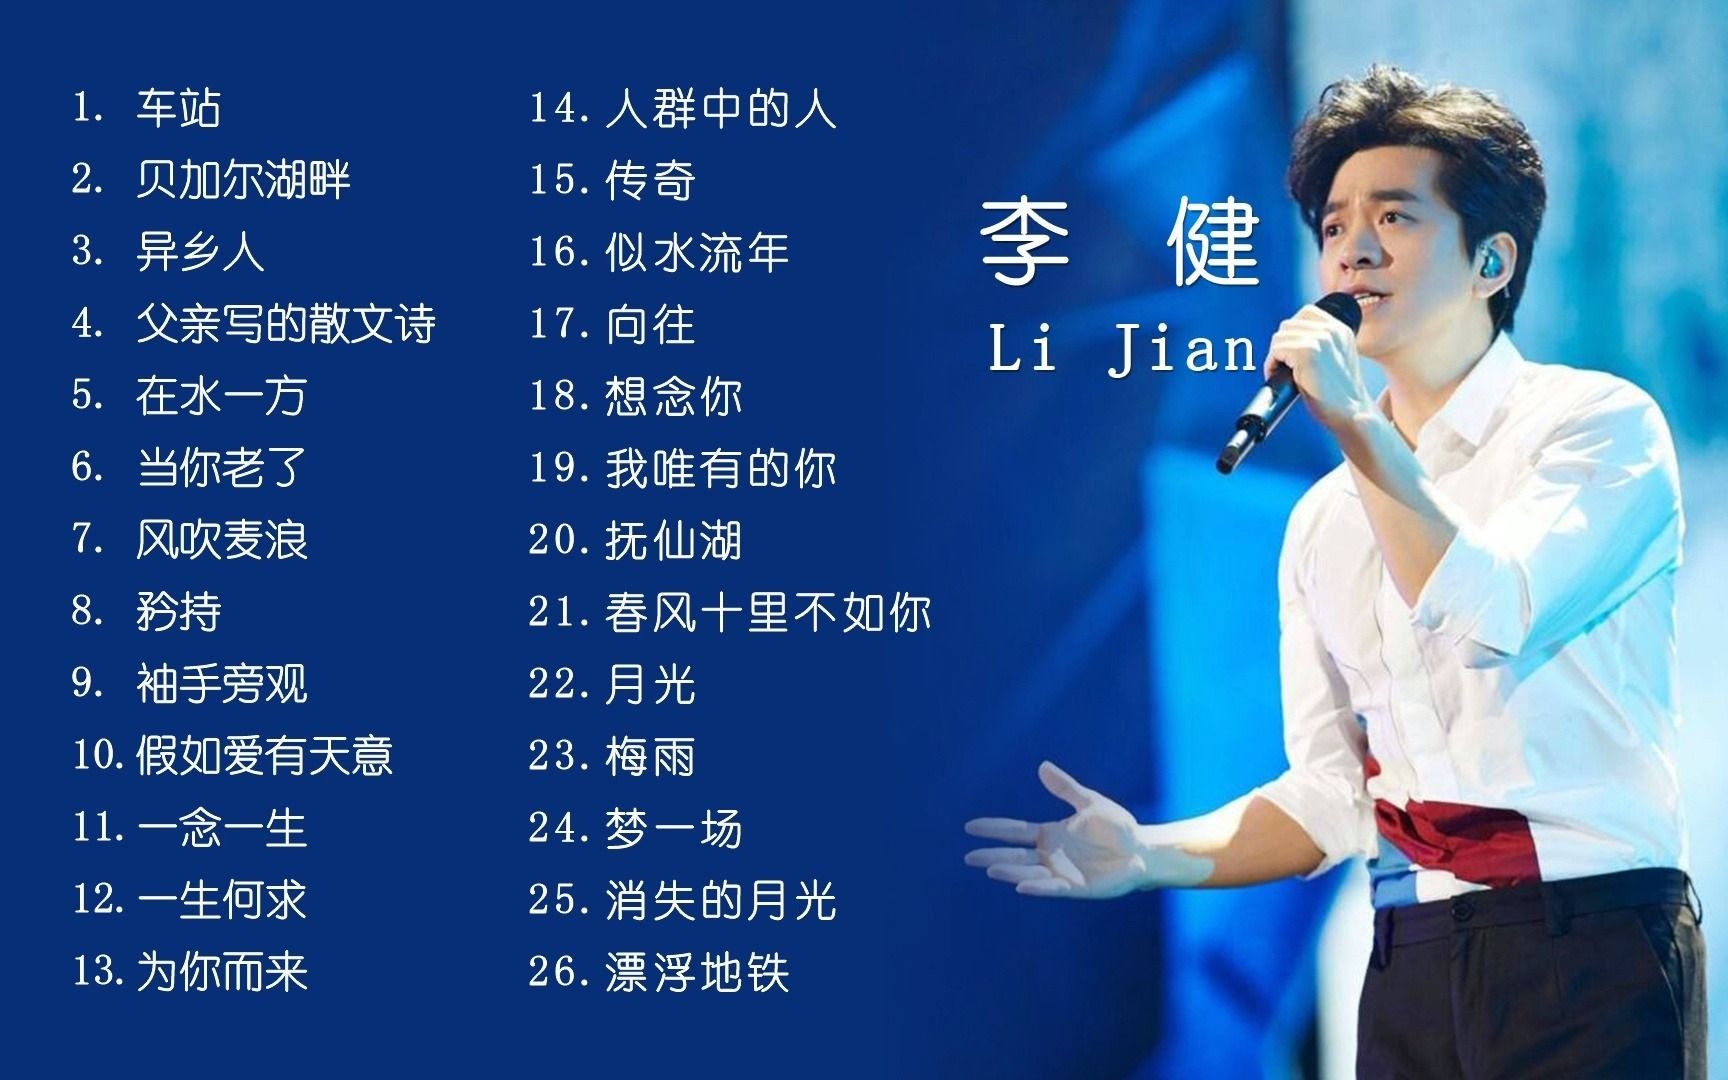 1. 车站
2. 贝加尔湖畔
3. 异乡人
4. 父亲写的散文诗
5. 在水一方
6. 当你老了
7. 风吹麦浪
8. 矜持
9. 袖手旁观
10. 假如爱有天意
11. 一念一生
12. 一生何求
13. 为你而来
14. 人群中的人
15. 传奇
16. 似水流年
17. 向往
18. 想念你
19. 我唯有的你
20. 抚仙湖
21. 春风十里不如你
22. 月光
23. 梅雨
24. 梦一场
25. 消失的月光
26. 漂浮地铁
李 健
Li Jian